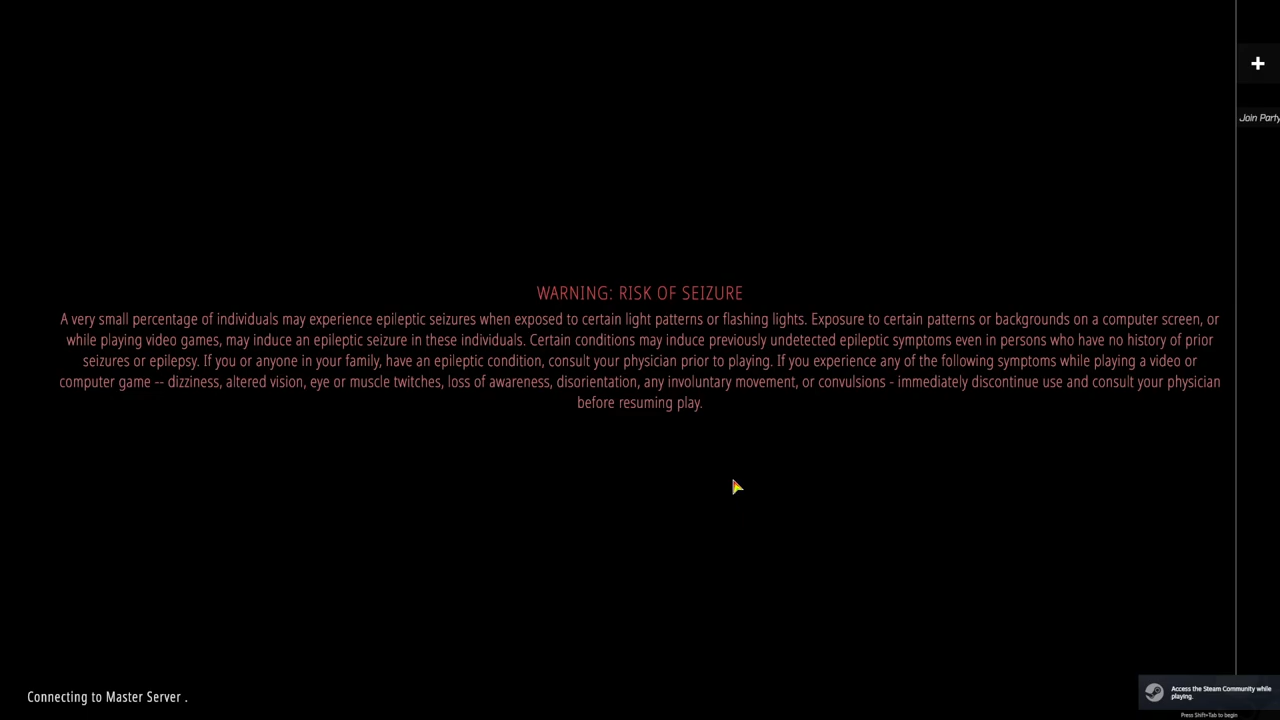 +
Join Party
WARNING: RISK OF SEIZURE
A very small percentage of individuals may experience epileptic seizures when exposed to certain light patterns or flashing lights. Exposure to certain patterns or backgrounds on a computer screen, or
while playing video games, may induce an epileptic seizure in these individuals. Certain conditions may induce previously undetected epileptic symptoms even in persons who have no history of prior
seizures or epilepsy. If you or anyone in your family, have an epileptic condition, consult your physician prior to playing. If you experience any of the following symptoms while playing a video or
computer game -- dizziness, altered vision, eye or muscle twitches, loss of awareness, disorientation, any involuntary movement, or convulsions - immediately discontinue use and consult your physician
before resuming play.
Connecting to Master Server .
Access the Steam Community while
playing.
Press Shift+Tab to begin